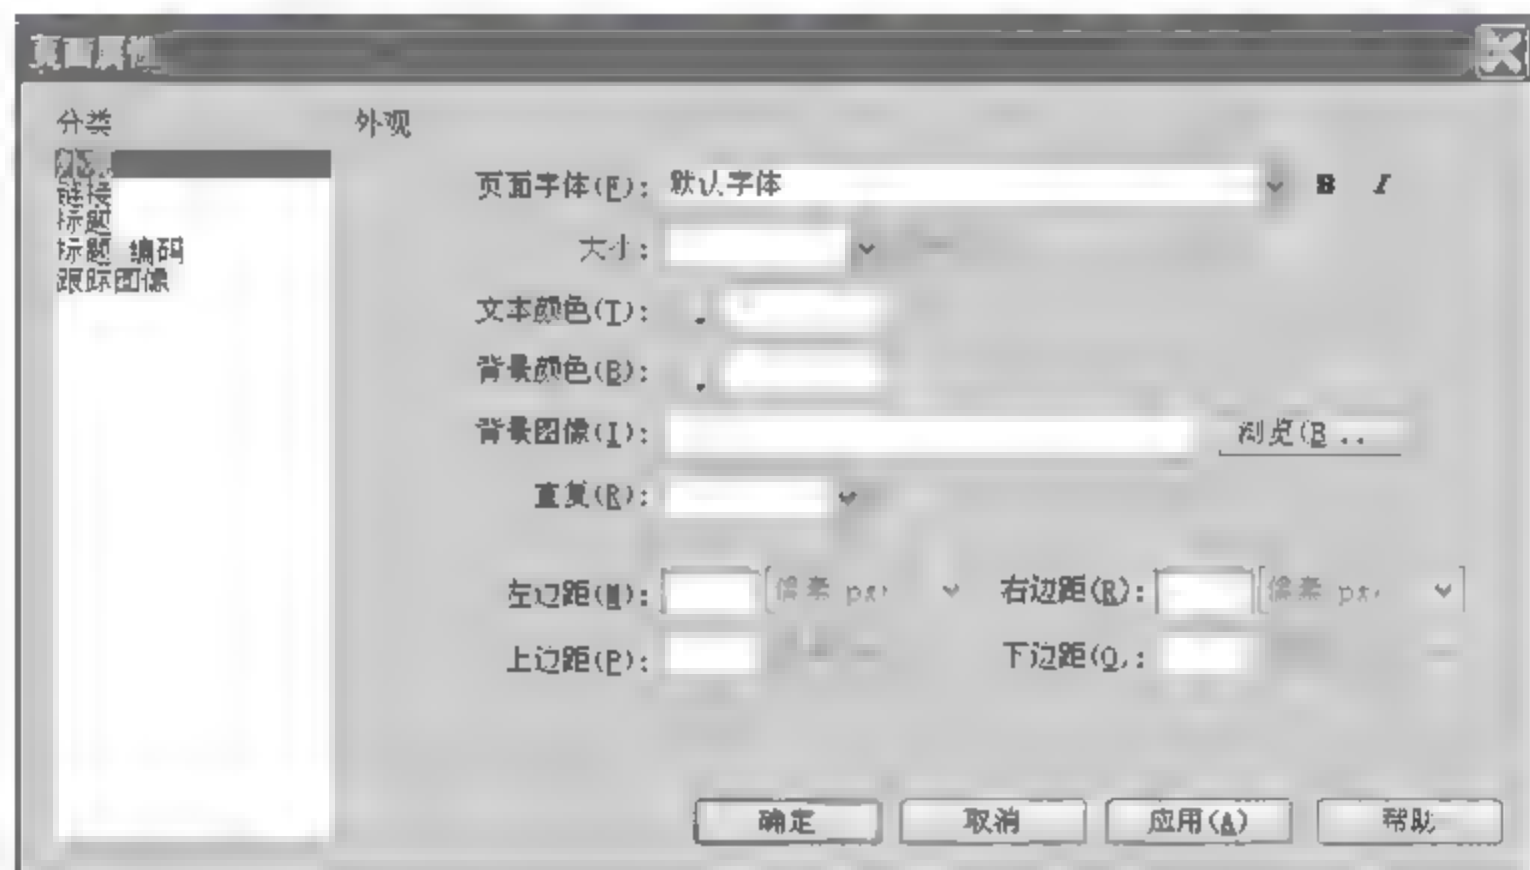 页面属性
分类
链接
标题
标题 编码
跟踪图像
外观
页面字体(F): 默认字体 B I
大小:
文本颜色(T):
背景颜色(B):
背景图像(I): 浏览(B..
重复(R):
左边距(M): 像素 px) 右边距(R): 像素 px)
上边距(P): 下边距(O):
确定 取消 应用(A) 帮助